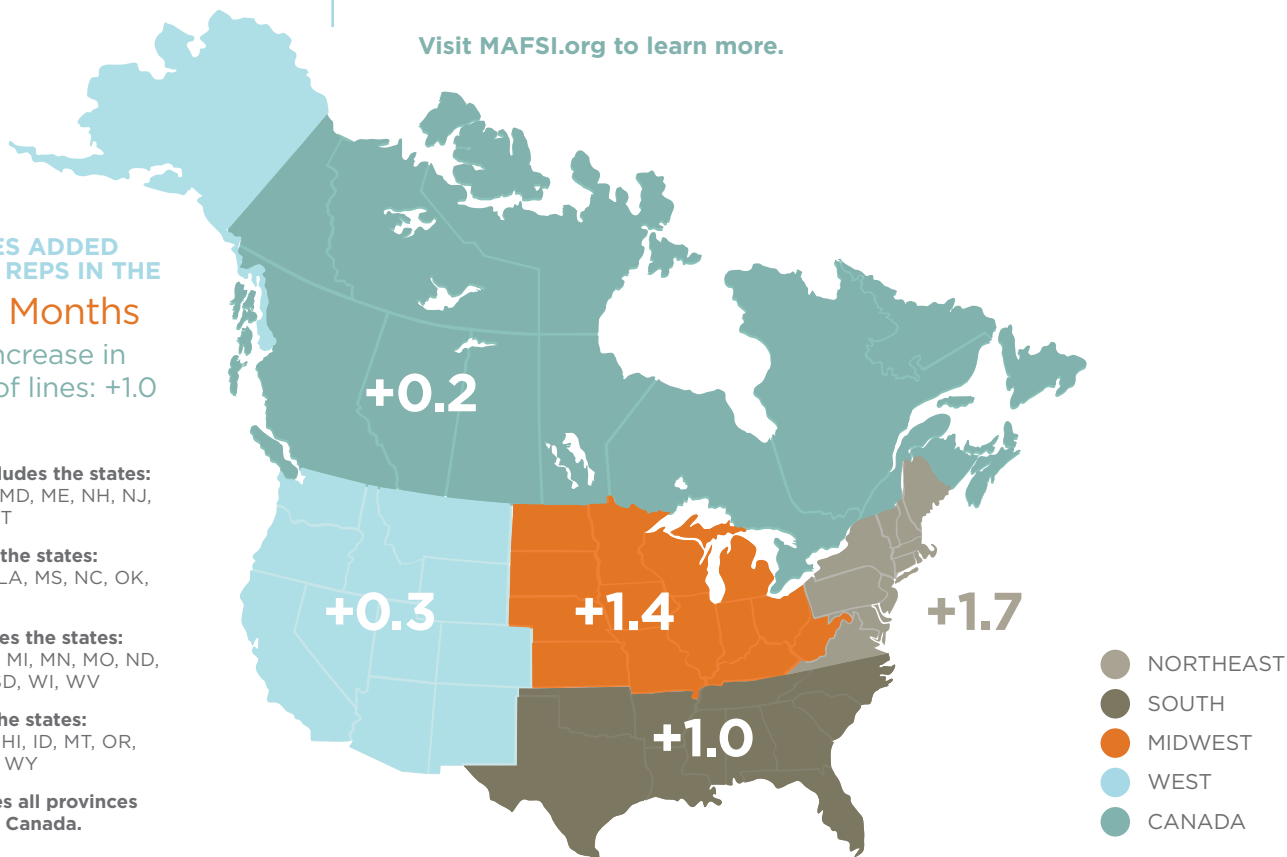 Visit MAFSI.org to learn more.
ES ADDED
REPS IN THE
Months
ncrease in
of lines: +1.0
ludes the states:
MD, ME, NH, NJ,
T
the states:
LA, MS, NC, OK,
es the states:
MI, MN, MO, ND,
SD, WI, WV
he states:
HI, ID, MT, OR,
WY
es all provinces
Canada.
+0.2
+0.3
+1.4
+1.7
+1.0
NORTHEAST
SOUTH
MIDWEST
WEST
CANADA